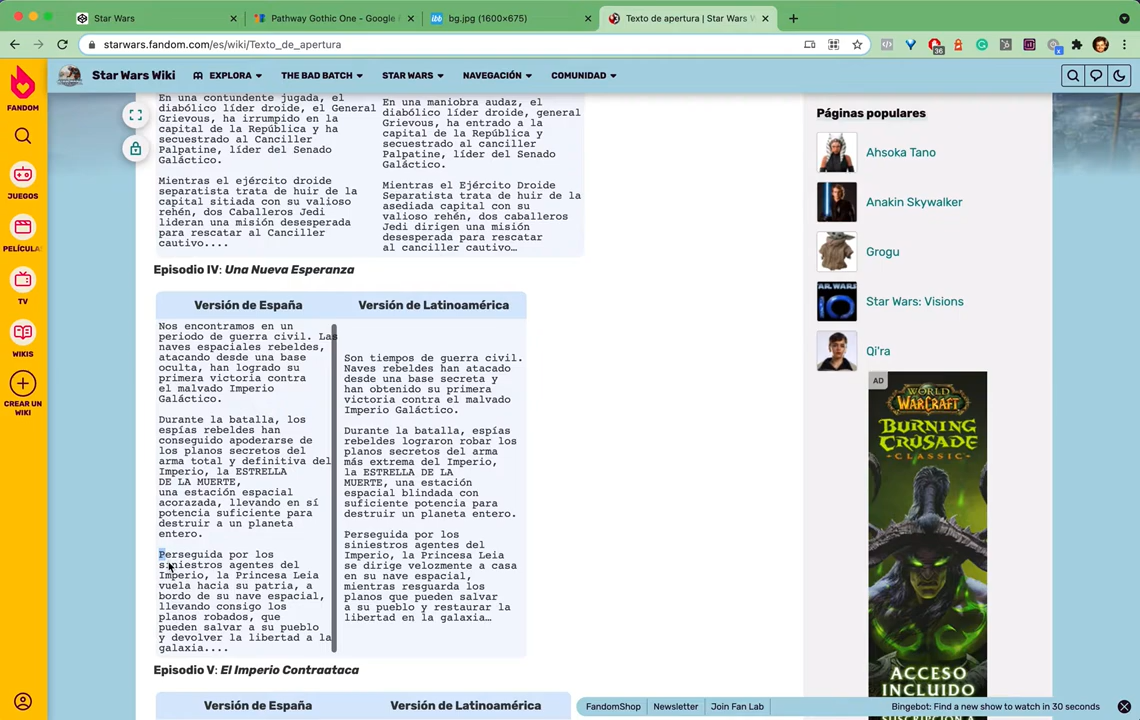 Star Wars
Pathway Gothic One - Google F
bg.jpg (1600×675)
Texto de apertura | Star Wars W
starwars.fandom.com/es/wiki/Texto_de_apertura
36
FANDOM
Star Wars Wiki
EXPLORA
THE BAD BATCH
STAR WARS
NAVEGACIÓN
COMUNIDAD
JUEGOS
PELÍCULA
TV
WIKIS
CREAR UN
WIKI
En una contundente jugada, el
diabólico líder droide, el General
Grievous, ha irrumpido en la
capital de la República y ha
secuestrado al Canciller
Palpatine, líder del Senado
Galáctico.
Mientras el ejército droide
separatista trata de huir de la
capital sitiada con su valioso
rehén, dos Caballeros Jedi
lideran una misión desesperada
para rescatar al Canciller
cautivo....
En una maniobra audaz, el
diabólico líder droide, general
Grievous, ha entrado a la
capital de la República y
secuestrado al canciller
Palpatine, líder del Senado
Galáctico.
Mientras el Ejército Droide
Separatista trata de huir de la
asediada capital con su
valioso rehén, dos caballeros
Jedi dirigen una misión
desesperada para rescatar
al canciller cautivo…
Episodio IV: Una Nueva Esperanza
Versión de España
Versión de Latinoamérica
Nos encontramos en un
periodo de guerra civil. Las
naves espaciales rebeldes,
atacando desde una base
oculta, han logrado su
primera victoria contra
el malvado Imperio
Galáctico.
Durante la batalla, los
espías rebeldes han
conseguido apoderarse de
los planos secretos del
arma total y definitiva del
Imperio, la ESTRELLA
DE LA MUERTE,
una estación espacial
acorazada, llevando en sí
potencia suficiente para
destruir a un planeta
entero.
Perseguida por los
siniestros agentes del
Imperio, la Princesa Leia
vuela hacia su patria, a
bordo de su nave espacial,
llevando consigo los
planos robados, que
pueden salvar a su pueblo
y devolver la libertad a la
galaxia....
Son tiempos de guerra civil.
Naves rebeldes han atacado
desde una base secreta y
han obtenido su primera
victoria contra el malvado
Imperio Galáctico.
Durante la batalla, espías
rebeldes lograron robar los
planos secretos del arma
más extrema del Imperio,
la ESTRELLA DE LA
MUERTE, una estación
espacial blindada con
suficiente potencia para
destruir un planeta entero.
Perseguida por los
siniestros agentes del
Imperio, la Princesa Leia
se dirige velozmente a casa
en su nave espacial,
mientras resguarda los
planos que pueden salvar
a su pueblo y restaurar la
libertad en la galaxia…
Episodio V: El Imperio Contraataca
Versión de España
Versión de Latinoamérica
Páginas populares
Ahsoka Tano
Anakin Skywalker
Grogu
Star Wars: Visions
Qi'ra
AD
WORLD
OF
WARCRAFT
BURNING
CRUSADE
CLASSIC
ACCESO
INCLUIDO
FandomShop
Newsletter
Join Fan Lab
Bingebot: Find a new show to watch in 30 seconds